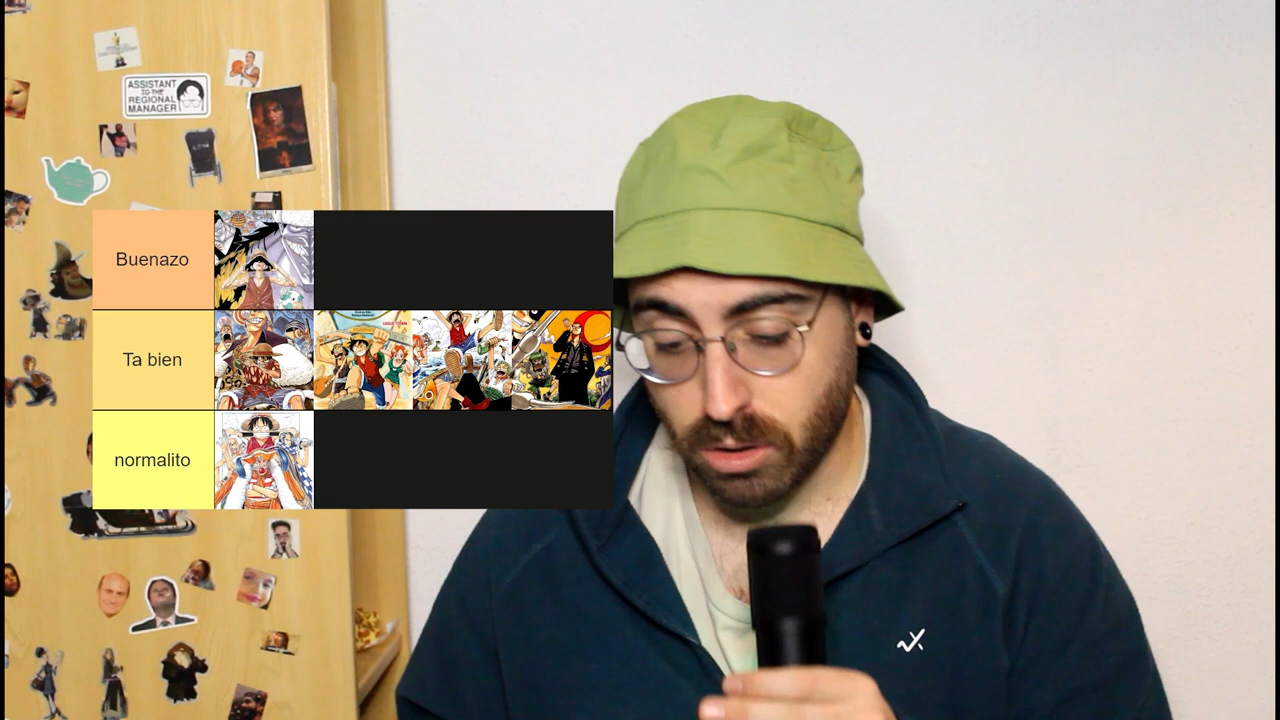 ASSISTANT
TO THE
REGIONAL
MANAGER
Buenazo
Ta bien
normalito